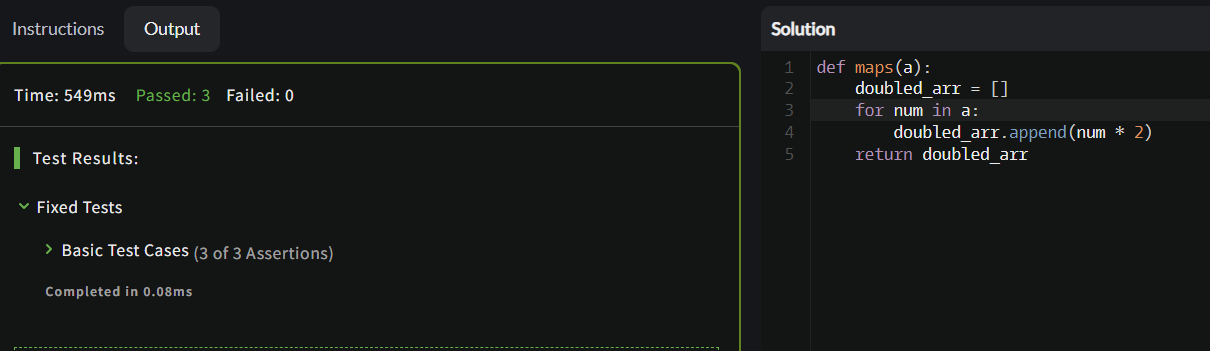 Instructions
Output
Time: 549ms Passed: 3 Failed: 0
Test Results:
Fixed Tests
Basic Test Cases (3 of 3 Assertions)
Completed in 0.08ms
Solution
1 def maps(a):
2     doubled_arr = []
3     for num in a:
4         doubled_arr.append(num * 2)
5     return doubled_arr